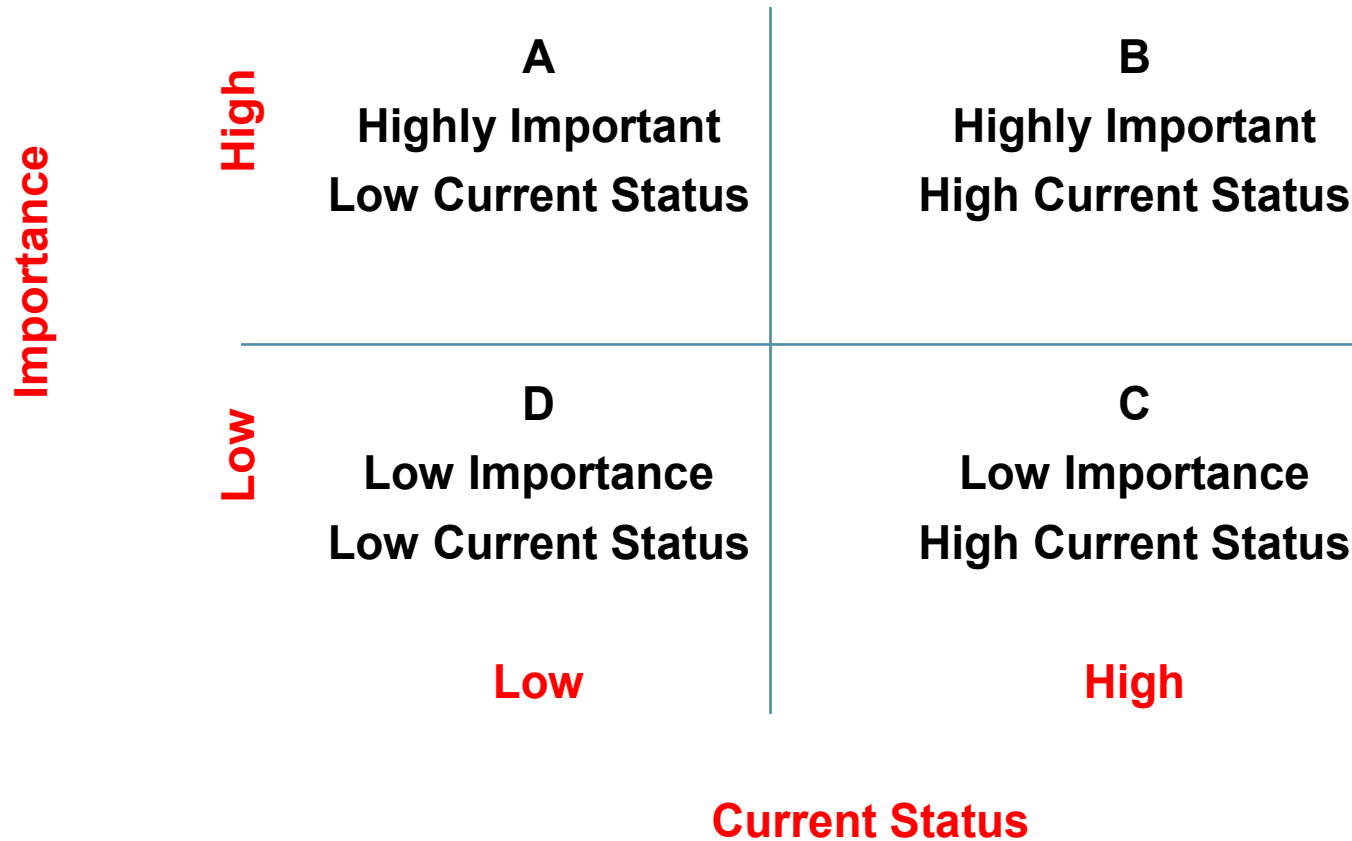 Importance
High
A
Highly Important
Low Current Status
B
Highly Important
High Current Status
Low
D
Low Importance
Low Current Status
C
Low Importance
High Current Status
Low
High
Current Status